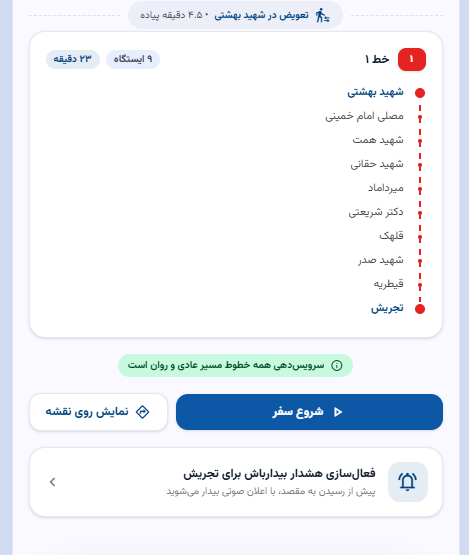 تعویض در شهید بهشتی • ۴.۵ دقیقه پیاده
۱ خط ۱ ۹ ایستگاه ۲۳ دقیقه
شهید بهشتی
مصلی امام خمینی
شهید همت
شهید حقانی
میرداماد
دکتر شریعتی
قلهک
شهید صدر
قیطریه
تجریش
سرویس‌دهی همه خطوط مسیر عادی و روان است
شروع سفر
نمایش روی نقشه
فعال‌سازی هشدار بیدارباش برای تجریش
پیش از رسیدن به مقصد، با اعلان صوتی بیدار می‌شوید